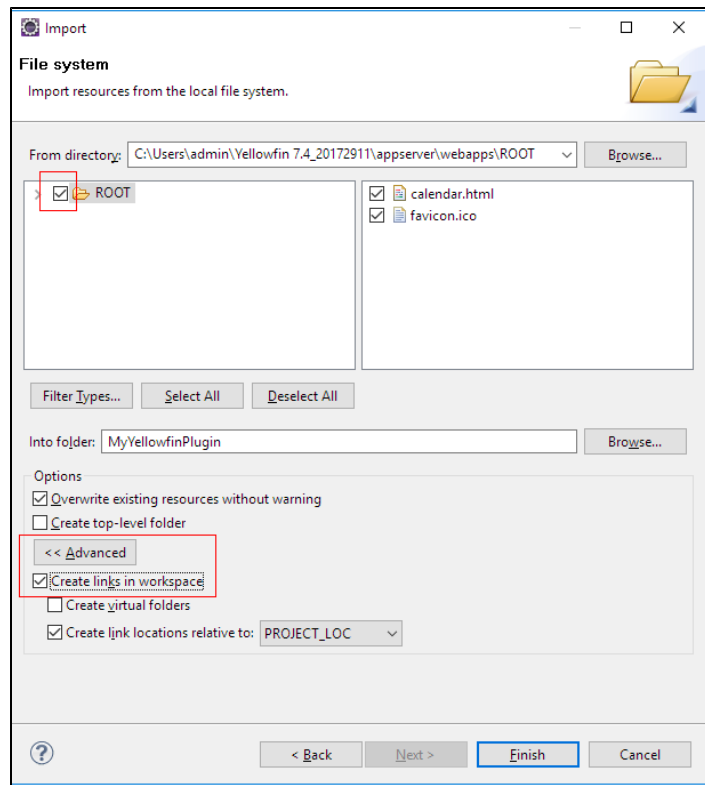 Import
File system
Import resources from the local file system.
From directory: C:\Users\admin\Yellowfin 7.4_20172911\appserver\webapps\ROOT Browse...
ROOT calendar.html
favicon.ico
Filter Types... Select All Deselect All
Into folder: MyYellowfinPlugin Browse...
Options
Overwrite existing resources without warning
Create top-level folder
<< Advanced
Create links in workspace
Create virtual folders
Create link locations relative to: PROJECT_LOC
? < Back Next > Finish Cancel